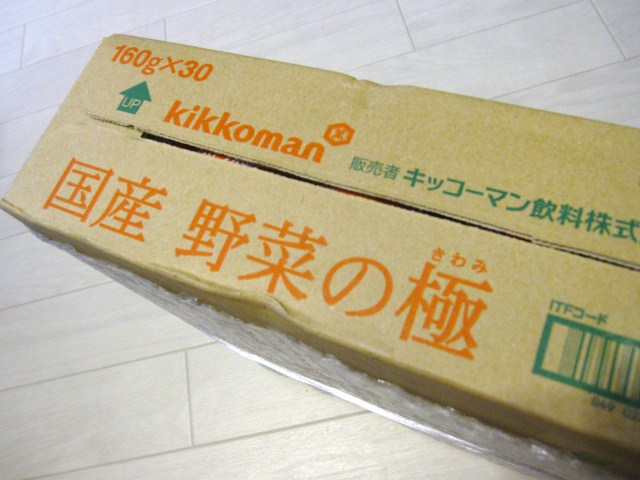 160g×30
UP
kikkoman
販売者 キッコーマン飲料株式
さわみ
国産 野菜の極
ITFコード